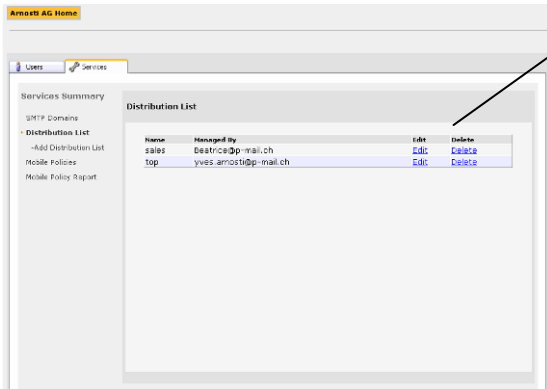 Arnosti AG Home
Users
Services
Services Summary
SMTP Domains
Distribution List
-Add Distribution List
Mobile Policies
Mobile Policy Report
Distribution List
Name Managed By Edit Delete
sales Beatrice@p-mail.ch Edit Delete
top yves.arnosti@p-mail.ch Edit Delete